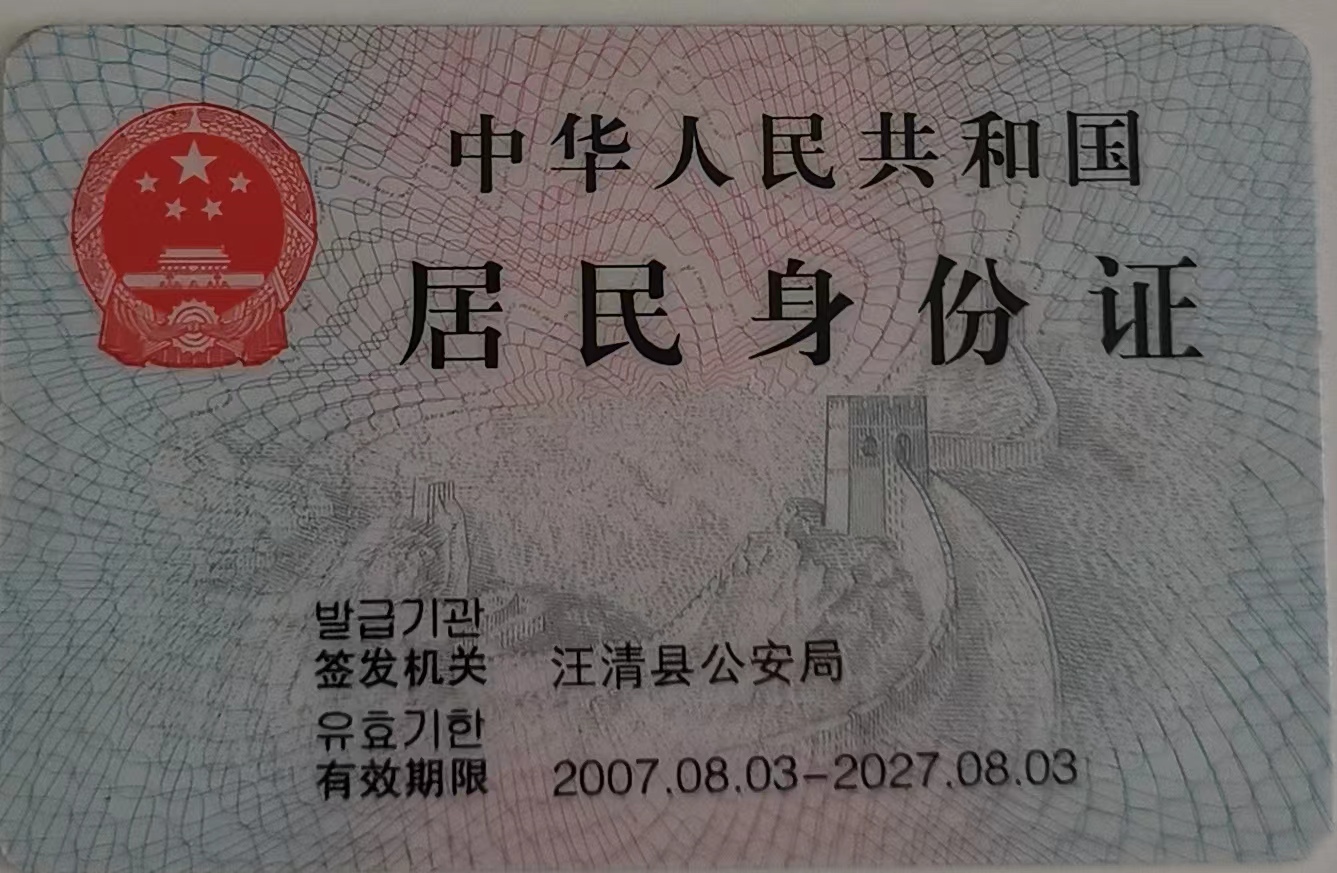 中华人民共和国
居民身份证
발급기관
签发机关 汪清县公安局
유효기한
有效期限 2007.08.03-2027.08.03